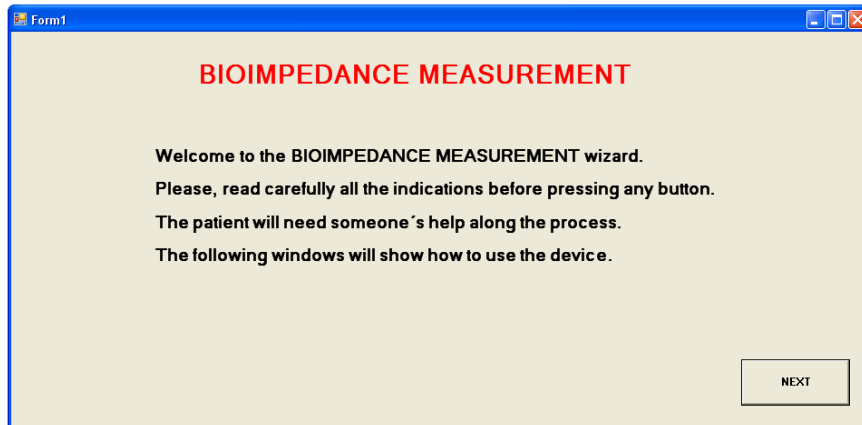 Form1
BIOIMPEDANCE MEASUREMENT
Welcome to the BIOIMPEDANCE MEASUREMENT wizard.
Please, read carefully all the indications before pressing any button.
The patient will need someone´s help along the process.
The following windows will show how to use the device.
NEXT